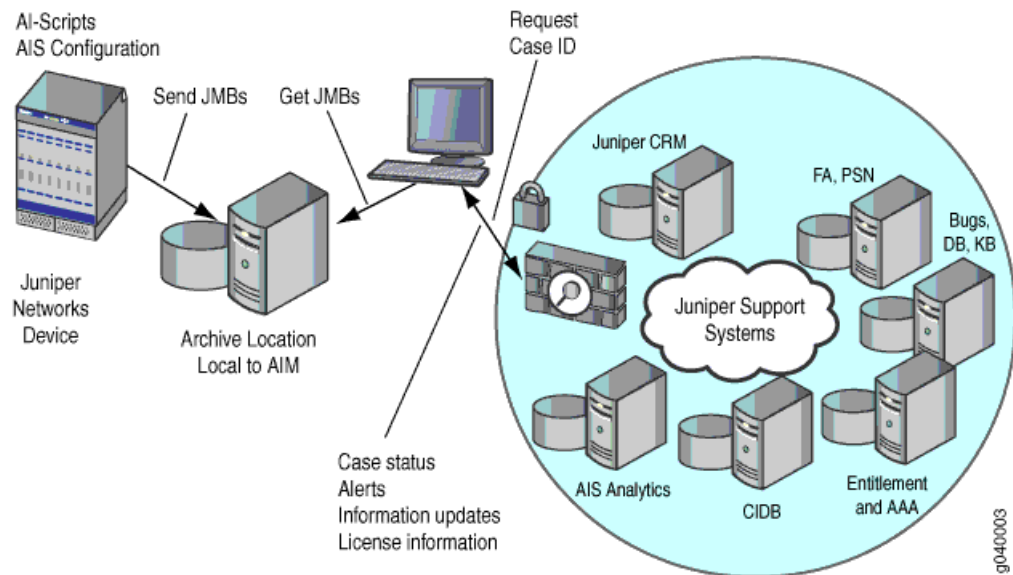 AI-Scripts
AIS Configuration
Send JMBs
Get JMBs
Request
Case ID
Juniper
Networks
Device
Archive Location
Local to AIM
Case status
Alerts
Information updates
License information
Juniper CRM
FA, PSN
Bugs,
DB, KB
Juniper Support
Systems
AIS Analytics
CIDB
Entitlement
and AAA
g040003